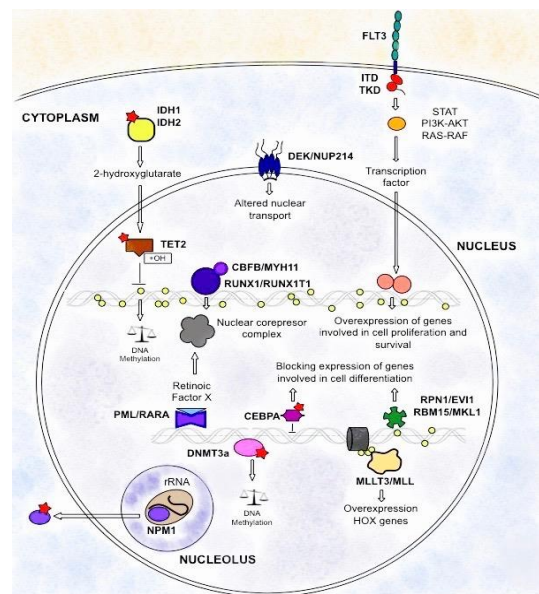 FLT3
ITD
TKD
STAT
PI3K-AKT
RAS-RAF
CYTOPLASM
IDH1
IDH2
2-hydroxyglutarate
DEK/NUP214
Altered nuclear
transport
Transcription
factor
NUCLEUS
TET2
+OH
CBFB/MYH11
RUNX1/RUNX1T1
DNA
Methylation
Nuclear corepresor
complex
Overexpression of genes
involved in cell proliferation and
survival
Blocking expression of genes
involved in cell differentiation
Retinoic
Factor X
PML/RARA
CEBPA
RPN1/EVI1
RBM15/MKL1
DNMT3a
DNA
Methylation
MLLT3/MLL
Overexpression
HOX genes
rRNA
NPM1
NUCLEOLUS